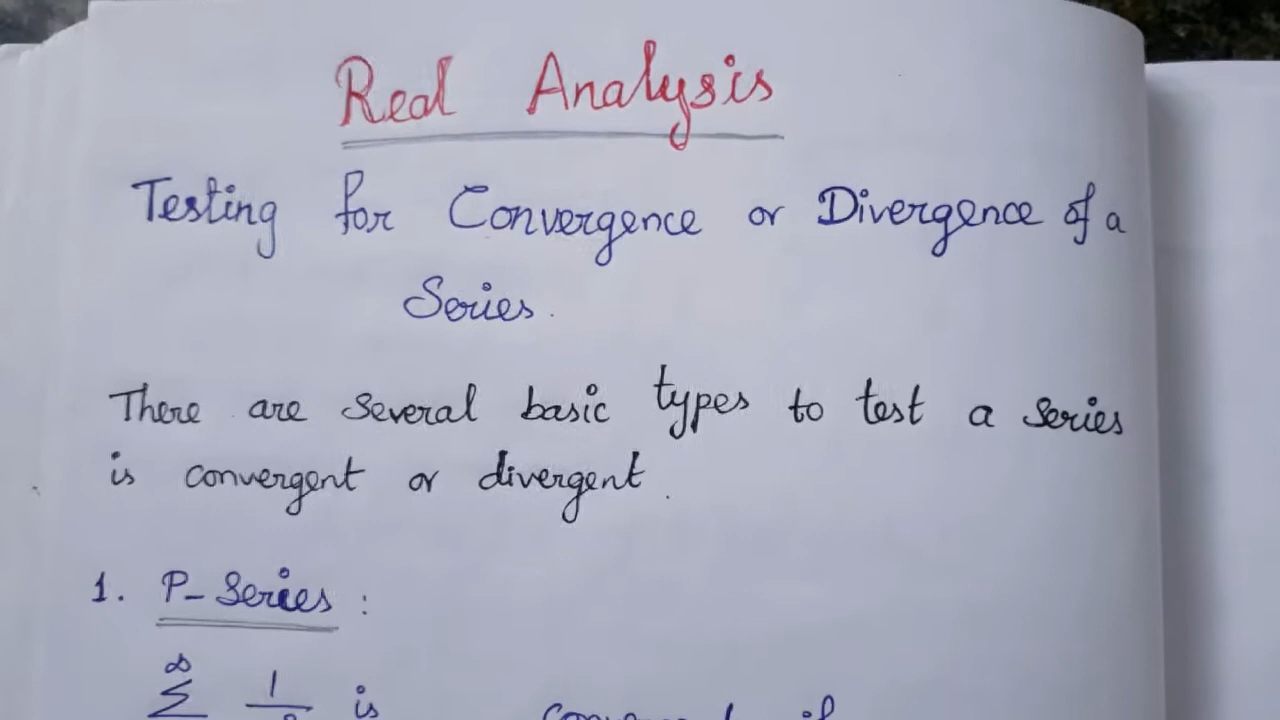 Real Analysis
Testing for Convergence or Divergence of a
Series.
There are several basic types to test a series
is convergent or divergent.
1. P-Series :
∞
Σ 1 is